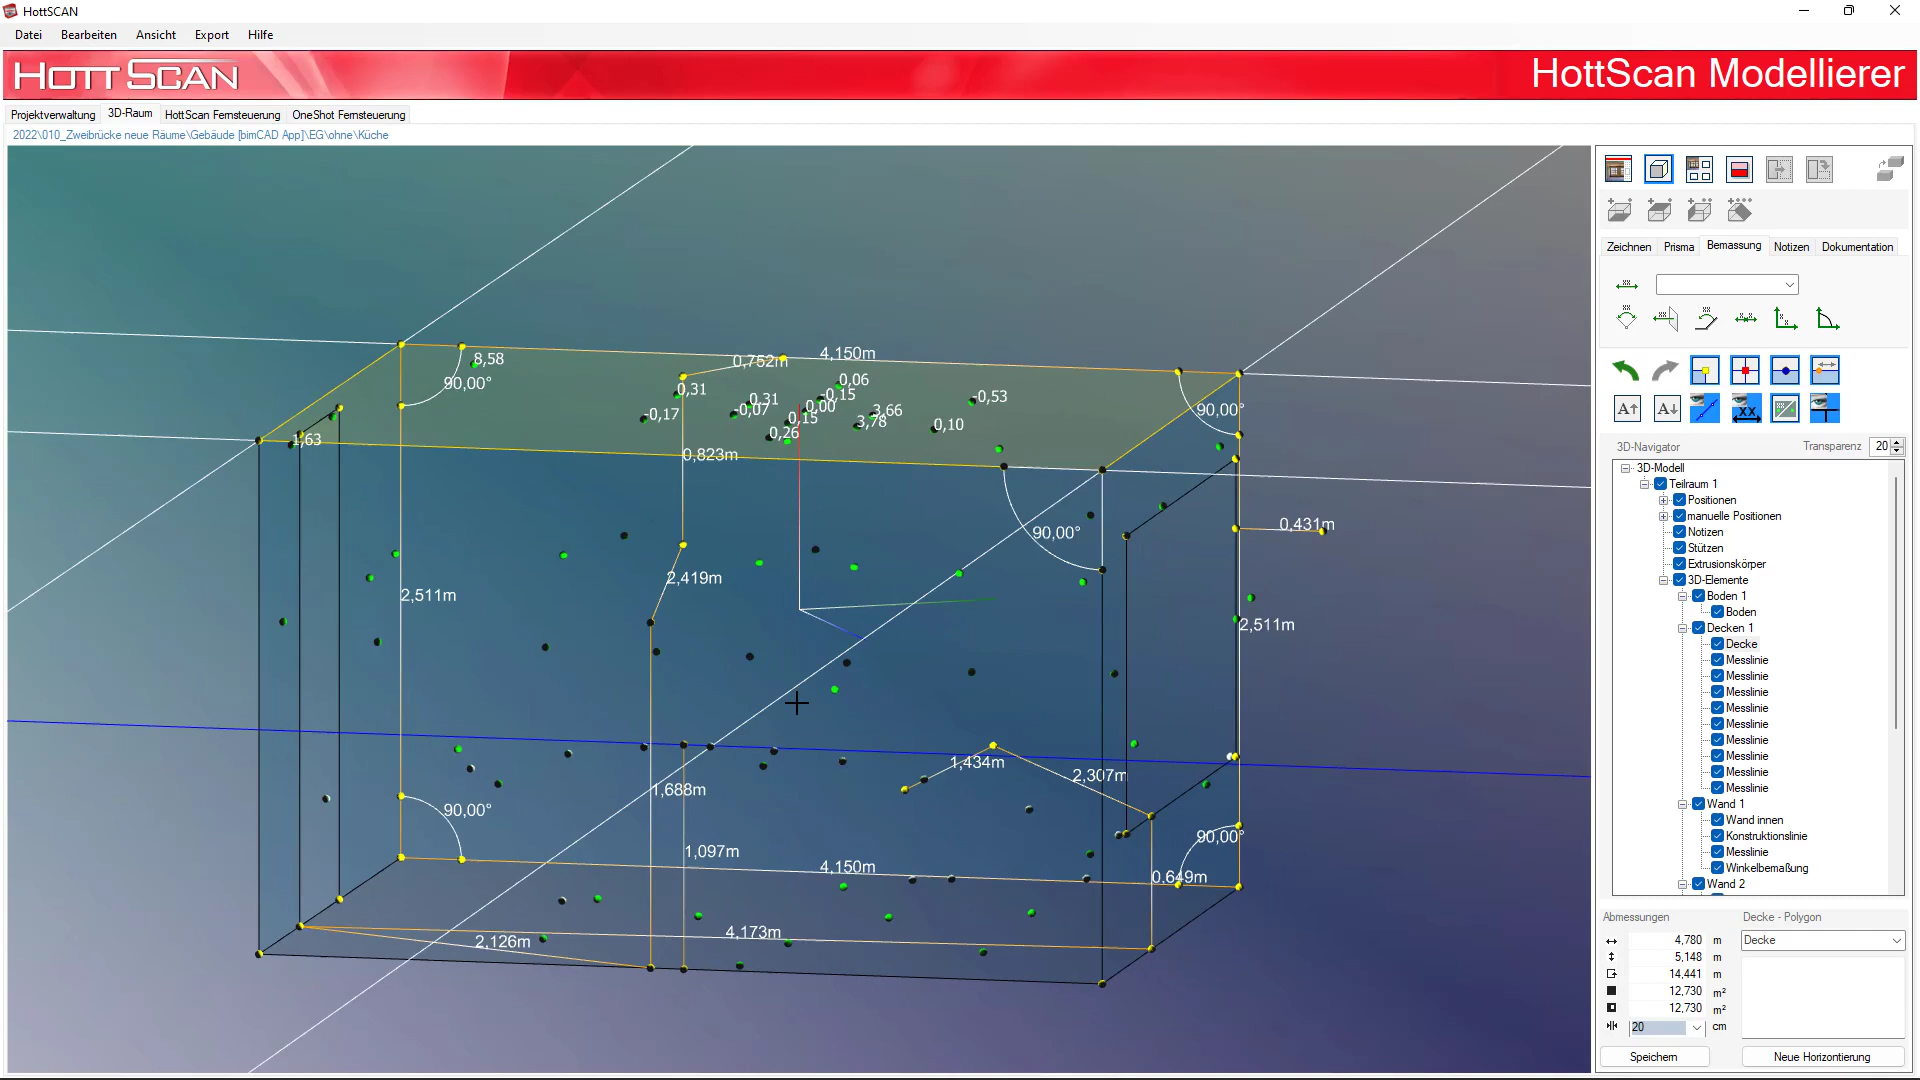 HottSCAN
Datei Bearbeiten Ansicht Export Hilfe
HOTT SCAN
HottScan Modellierer
Projektverwaltung 3D-Raum HottScan Fernsteuerung OneShot Fernsteuerung
2022\010_Zweibrücke neue Räume\Gebäude [bimCAD App]\EG\ohne\Küche
8,58
90,00°
0,752m
4,150m
0,31
0,06
-0,15
0,31
-0,07
0,00
0,15
3,66
3,78
-0,53
0,10
-0,17
0,26
90,00°
1,63
0,823m
90,00°
0,431m
2,419m
2,511m
2,511m
1,434m
2,307m
1,688m
90,00°
90,00°
1,097m
4,150m
0,649m
4,173m
2,126m
Zeichnen Prisma Bemassung Notizen Dokumentation
xx
3D-Navigator Transparenz 20
3D-Modell
Teilraum 1
Positionen
manuelle Positionen
Notizen
Stützen
Extrusionskörper
3D-Elemente
Boden 1
Boden
Decken 1
Decke
Messlinie
Messlinie
Messlinie
Messlinie
Messlinie
Messlinie
Messlinie
Messlinie
Messlinie
Wand 1
Wand innen
Konstruktionslinie
Messlinie
Winkelbemaßung
Wand 2
Abmessungen Decke - Polygon
4,780 m Decke
5,148 m
14,441 m
12,730 m²
12,730 m²
20 cm
Speichern Neue Horizontierung